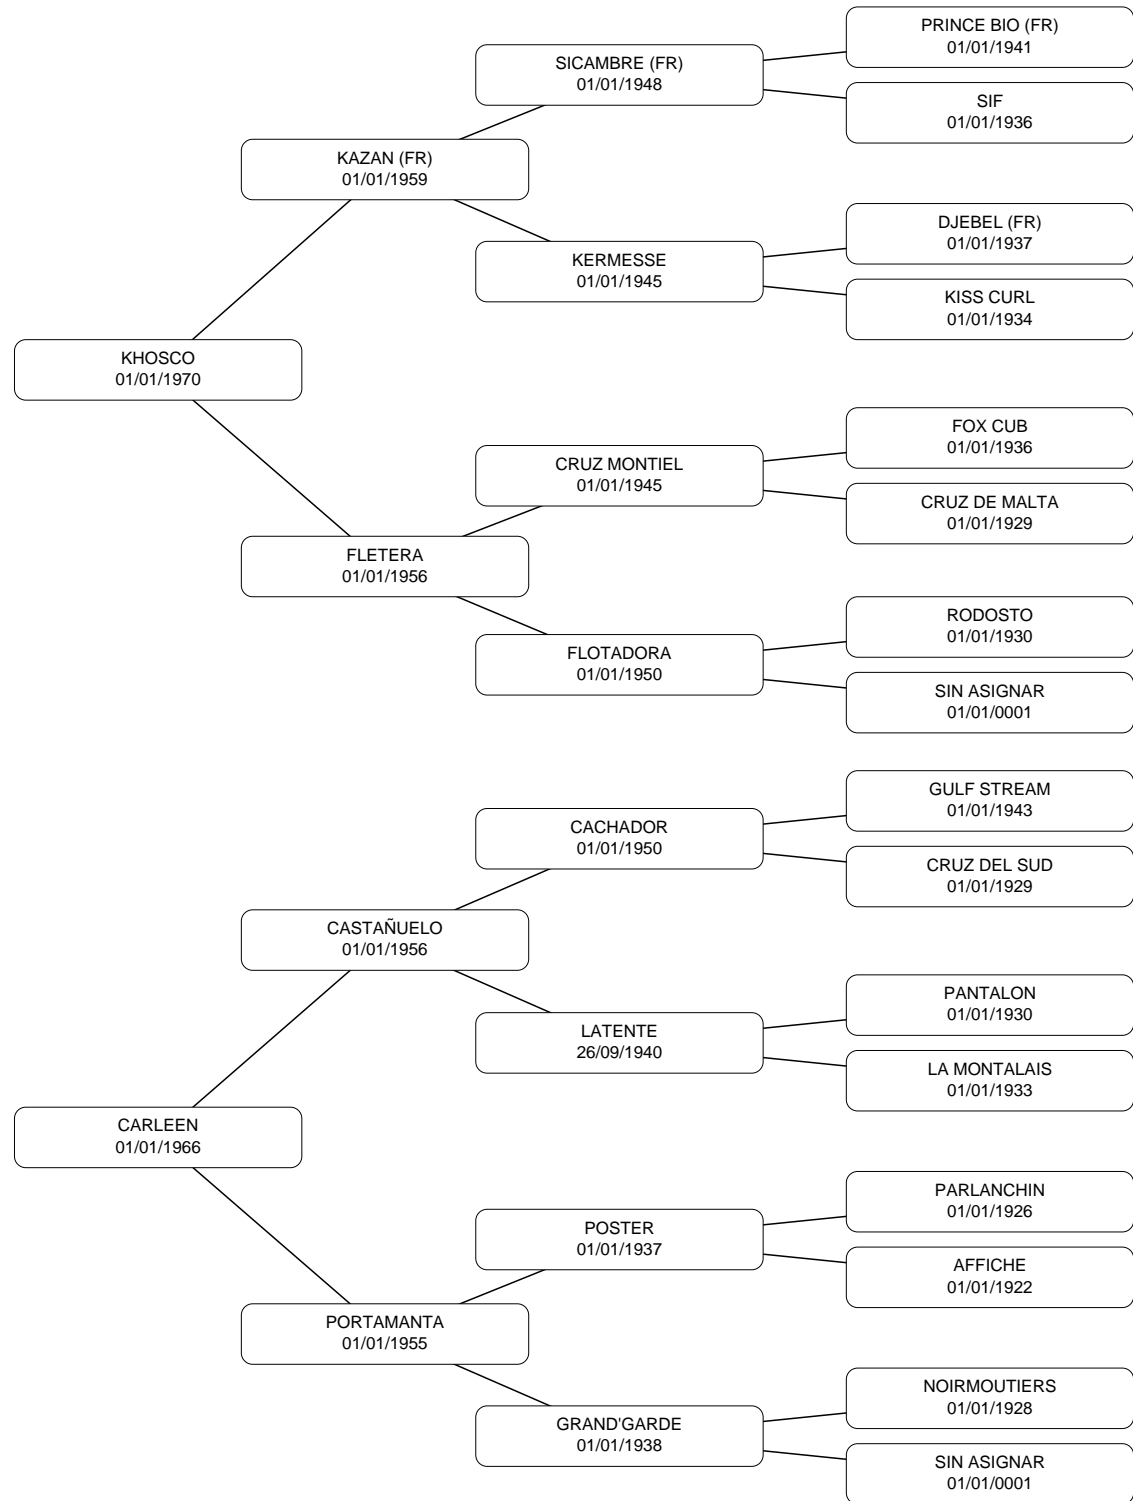 PRINCE BIO (FR)
01/01/1941
SICAMBRE (FR)
01/01/1948
SIF
01/01/1936
KAZAN (FR)
01/01/1959
DJEBEL (FR)
01/01/1937
KERMESSE
01/01/1945
KISS CURL
01/01/1934
KHOSCO
01/01/1970
FOX CUB
01/01/1936
CRUZ MONTIEL
01/01/1945
CRUZ DE MALTA
01/01/1929
FLETERA
01/01/1956
RODOSTO
01/01/1930
FLOTADORA
01/01/1950
SIN ASIGNAR
01/01/0001
GULF STREAM
01/01/1943
CACHADOR
01/01/1950
CRUZ DEL SUD
01/01/1929
CASTAÑUELO
01/01/1956
PANTALON
01/01/1930
LATENTE
26/09/1940
LA MONTALAIS
01/01/1933
CARLEEN
01/01/1966
PARLANCHIN
01/01/1926
POSTER
01/01/1937
AFFICHE
01/01/1922
PORTAMANTA
01/01/1955
NOIRMOUTIERS
01/01/1928
GRAND'GARDE
01/01/1938
SIN ASIGNAR
01/01/0001